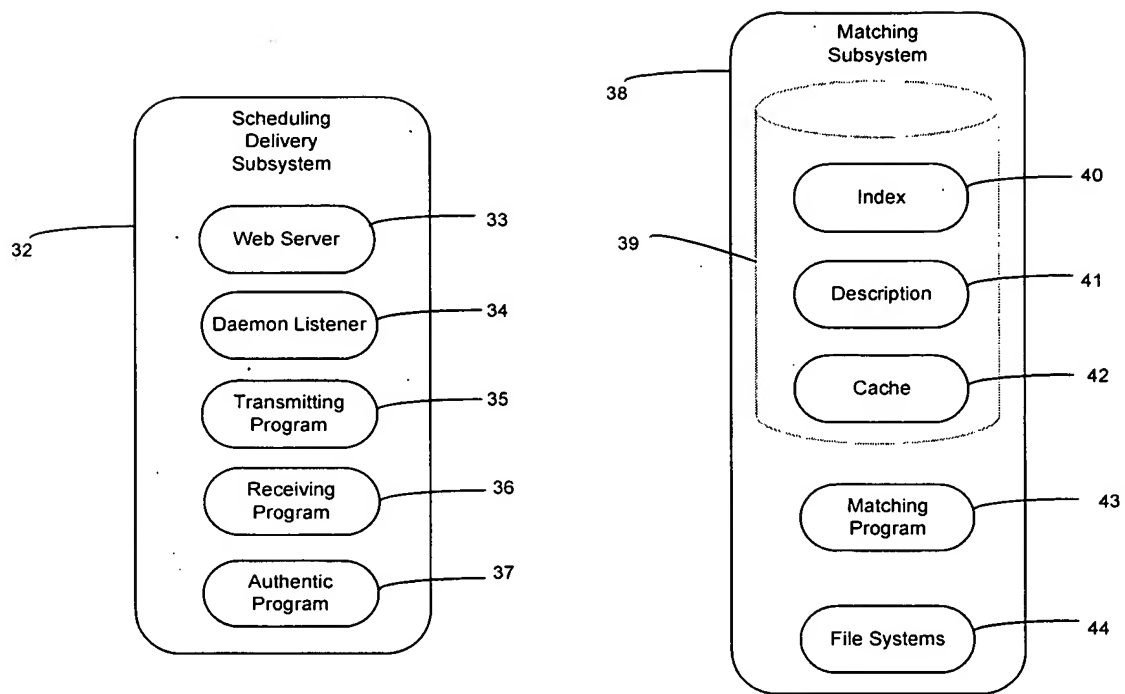 Scheduling
Delivery
Subsystem
32
Web Server
33
Daemon Listener
34
Transmitting
Program
35
Receiving
Program
36
Authentic
Program
37
Matching
Subsystem
38
39
Index
40
Description
41
Cache
42
Matching
Program
43
File Systems
44